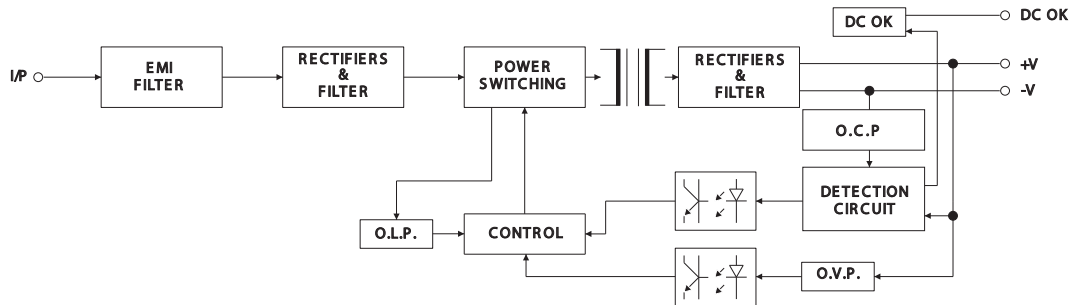 DC OK
DC OK
I/P
EMI
FILTER
RECTIFIERS
&
FILTER
POWER
SWITCHING
RECTIFIERS
&
FILTER
+V
-V
O.C.P
DETECTION
CIRCUIT
O.L.P.
CONTROL
O.V.P.